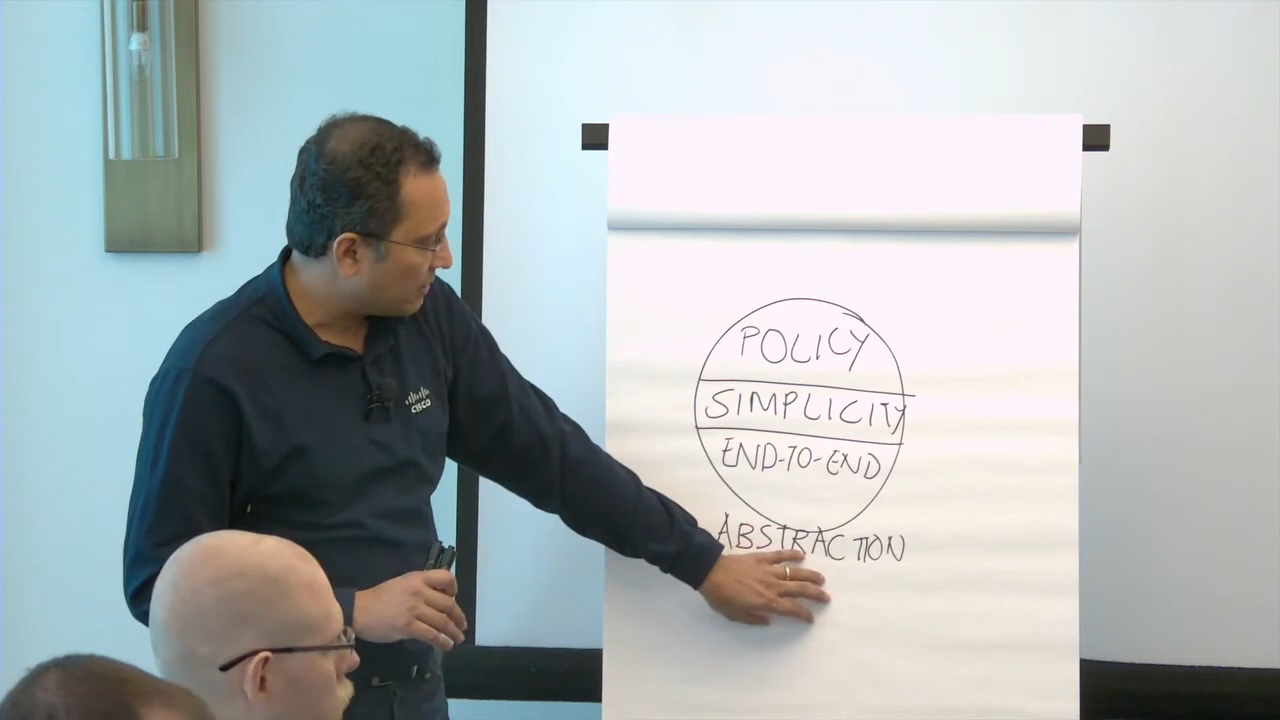 CISCO
POLICY
SIMPLICITY
END-TO-END
ABSTRACTION